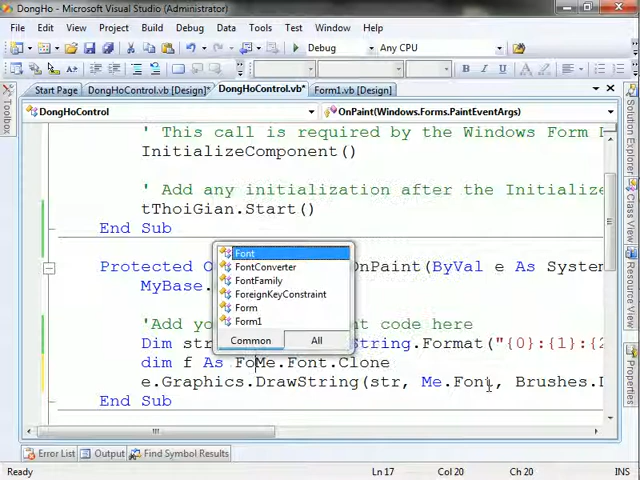 DongHo - Microsoft Visual Studio (Administrator)
File Edit View Project Build Debug Data Tools Test Window Help
Debug Any CPU
B I U
Start Page DongHoControl.vb [Design]* DongHoControl.vb* Form1.vb [Design]
DongHoControl OnPaint(Windows.Forms.PaintEventArgs)
' This call is required by the Windows Form
InitializeComponent()
' Add any initialization after the Initializ
tThoiGian.Start()
End Sub
Protected O OnPaint(ByVal e As System
MyBase.
'Add yo t code here
Dim str String.Format("{0}:{1}:{2
dim f As FoMe.Font.Clone
e.Graphics.DrawString(str, Me.Font, Brushes.
End Sub
Font
FontConverter
FontFamily
ForeignKeyConstraint
Form
Form1
Common All
Toolbox
Solution Explorer
Class View
Resource View
Properties
Error List Output Find Symbol Results
Ready Ln 17 Col 20 Ch 20 INS